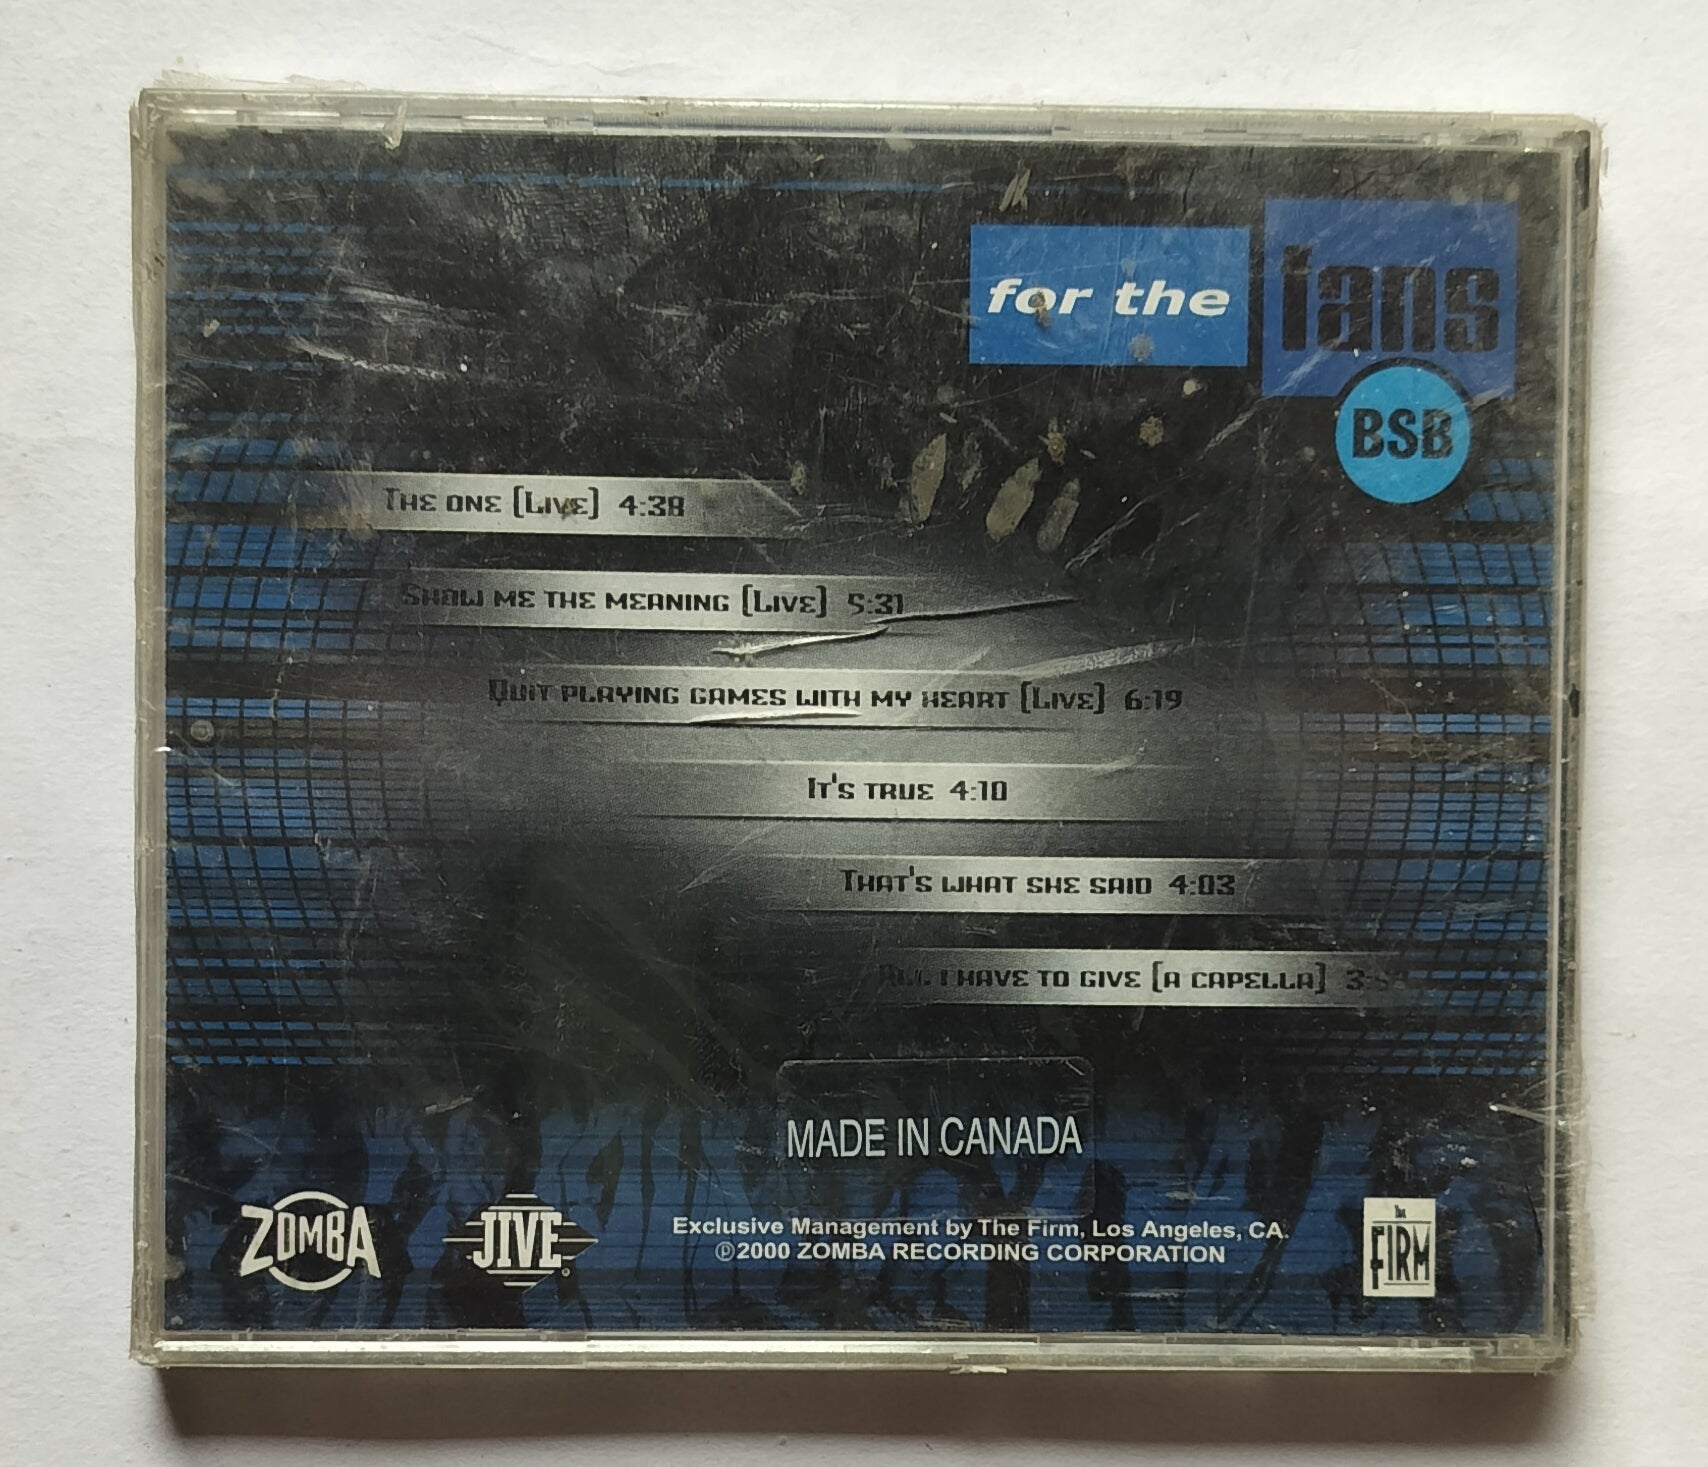 for the fans
BSB
The one [Live] 4:38
Show me the meaning [Live] 5:31
Quit playing games with my heart [Live] 6:19
It's true 4:10
That's what she said 4:03
All I have to give [a capella]
MADE IN CANADA
ZOMBA
JIVE
Exclusive Management by The Firm, Los Angeles, CA.
℗2000 ZOMBA RECORDING CORPORATION
The
FIRM